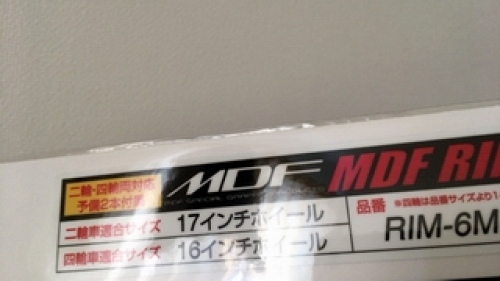 二輪・四輪両対応
予備2本付属
MDF
MDF RI
二輪車適合サイズ 17インチホイール
四輪車適合サイズ 16インチホイール
品番 ※四輪は品番サイズより1
RIM-6M